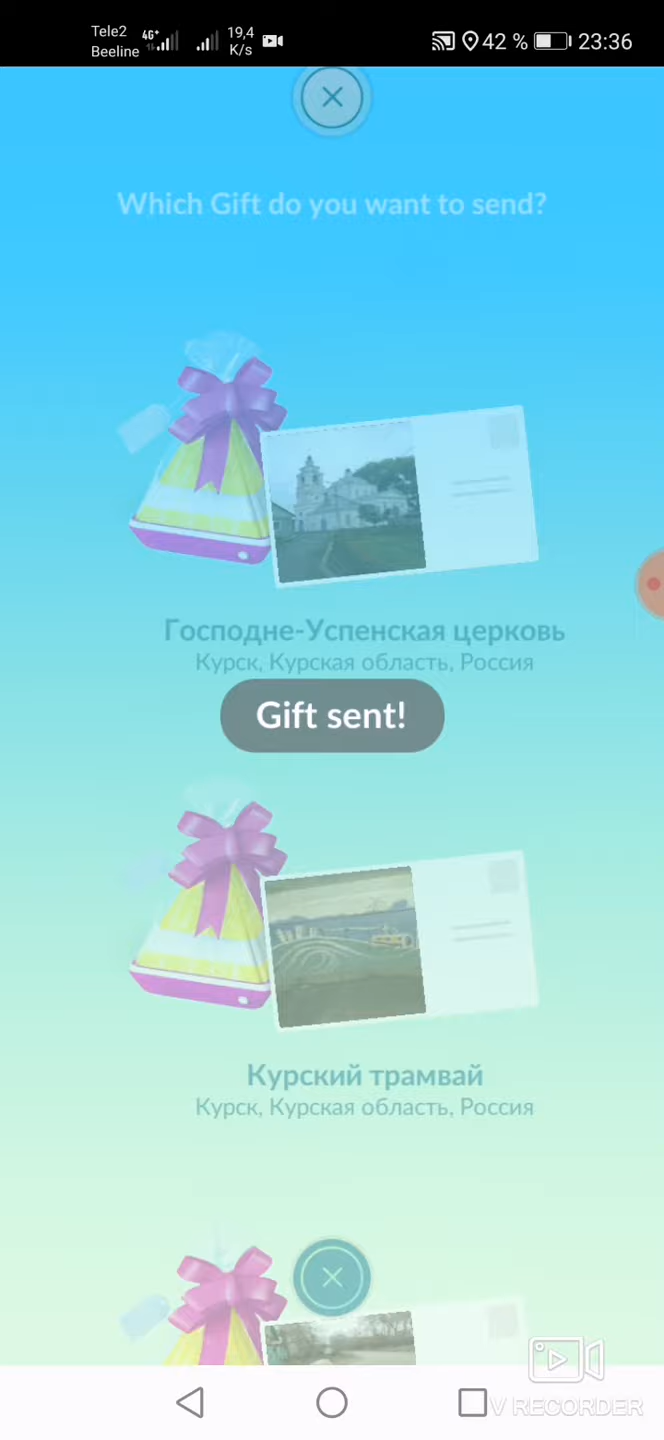 Tele2
Beeline
4G+
19,4
K/s
42 %
23:36
Which Gift do you want to send?
Господне-Успенская церковь
Курск, Курская область, Россия
Gift sent!
Курский трамвай
Курск, Курская область, Россия
V RECORDER